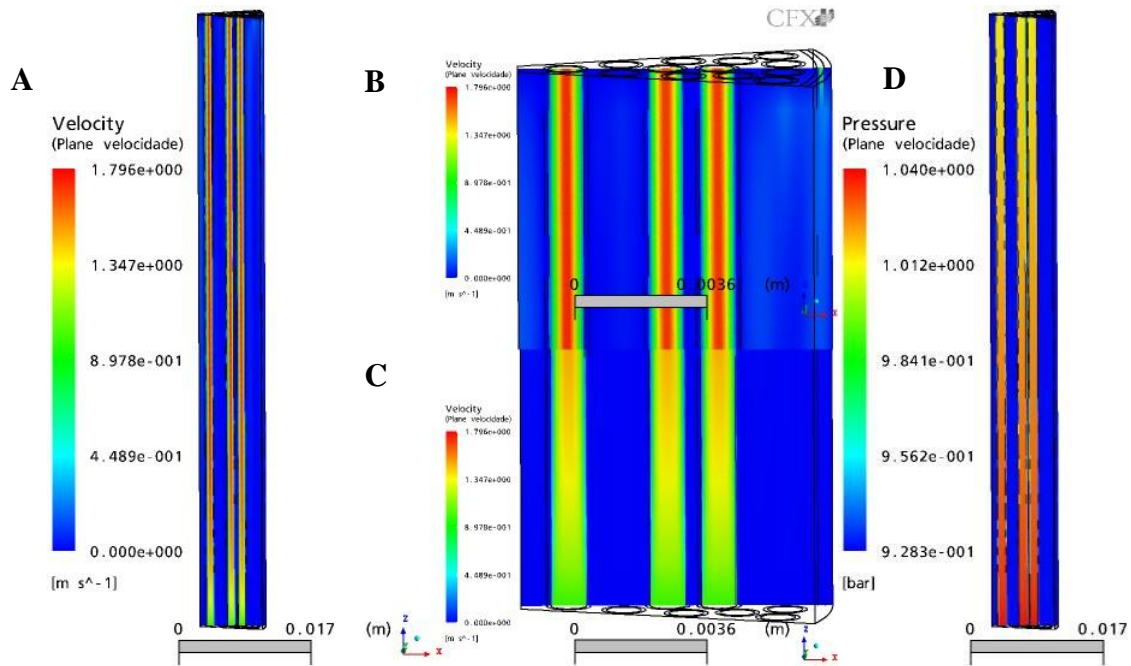 A
Velocity
(Plane velocidade)
1.796e+000
1.347e+000
8.978e-001
4.489e-001
0.000e+000
[m s^-1]
0
0.017
(m)
z
x
CFX
B
Velocity
(Plane velocidade)
1.796e+000
1.347e+000
8.978e-001
4.489e-001
0.000e+000
[m s^-1]
0
0.0036
(m)
x
C
Velocity
(Plane velocidade)
1.796e+000
1.347e+000
8.978e-001
4.489e-001
0.000e+000
[m s^-1]
0
0.0036
(m)
z
x
D
Pressure
(Plane velocidade)
1.040e+000
1.012e+000
9.841e-001
9.562e-001
9.283e-001
[bar]
0
0.017